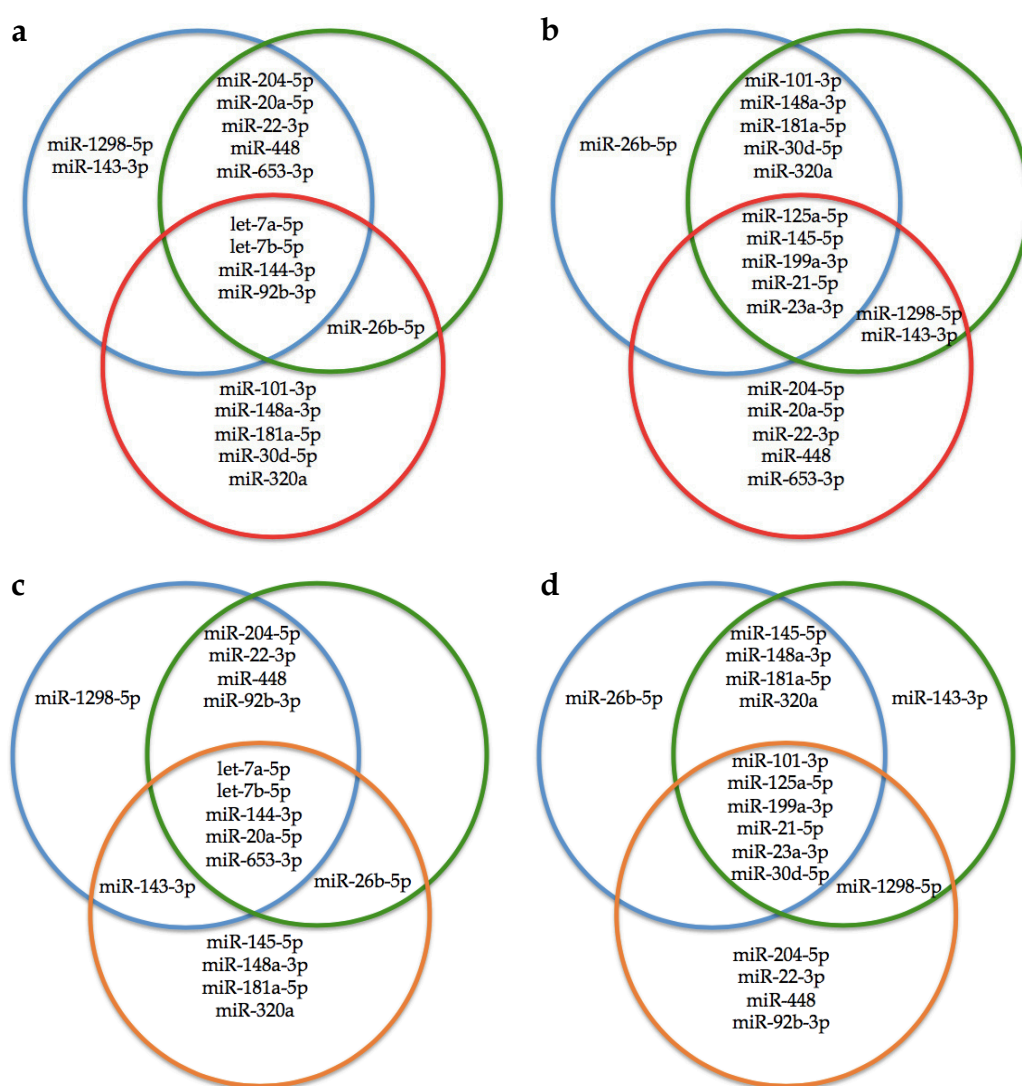 a
miR-204-5p
miR-20a-5p
miR-22-3p
miR-448
miR-653-3p
miR-1298-5p
miR-143-3p
let-7a-5p
let-7b-5p
miR-144-3p
miR-92b-3p
miR-26b-5p
miR-101-3p
miR-148a-3p
miR-181a-5p
miR-30d-5p
miR-320a
b
miR-101-3p
miR-148a-3p
miR-181a-5p
miR-30d-5p
miR-320a
miR-26b-5p
miR-125a-5p
miR-145-5p
miR-199a-3p
miR-21-5p
miR-23a-3p
miR-1298-5p
miR-143-3p
miR-204-5p
miR-20a-5p
miR-22-3p
miR-448
miR-653-3p
c
miR-204-5p
miR-22-3p
miR-448
miR-92b-3p
miR-1298-5p
let-7a-5p
let-7b-5p
miR-144-3p
miR-20a-5p
miR-653-3p
miR-143-3p
miR-26b-5p
miR-145-5p
miR-148a-3p
miR-181a-5p
miR-320a
d
miR-145-5p
miR-148a-3p
miR-181a-5p
miR-320a
miR-26b-5p
miR-143-3p
miR-101-3p
miR-125a-5p
miR-199a-3p
miR-21-5p
miR-23a-3p
miR-30d-5p
miR-1298-5p
miR-204-5p
miR-22-3p
miR-448
miR-92b-3p